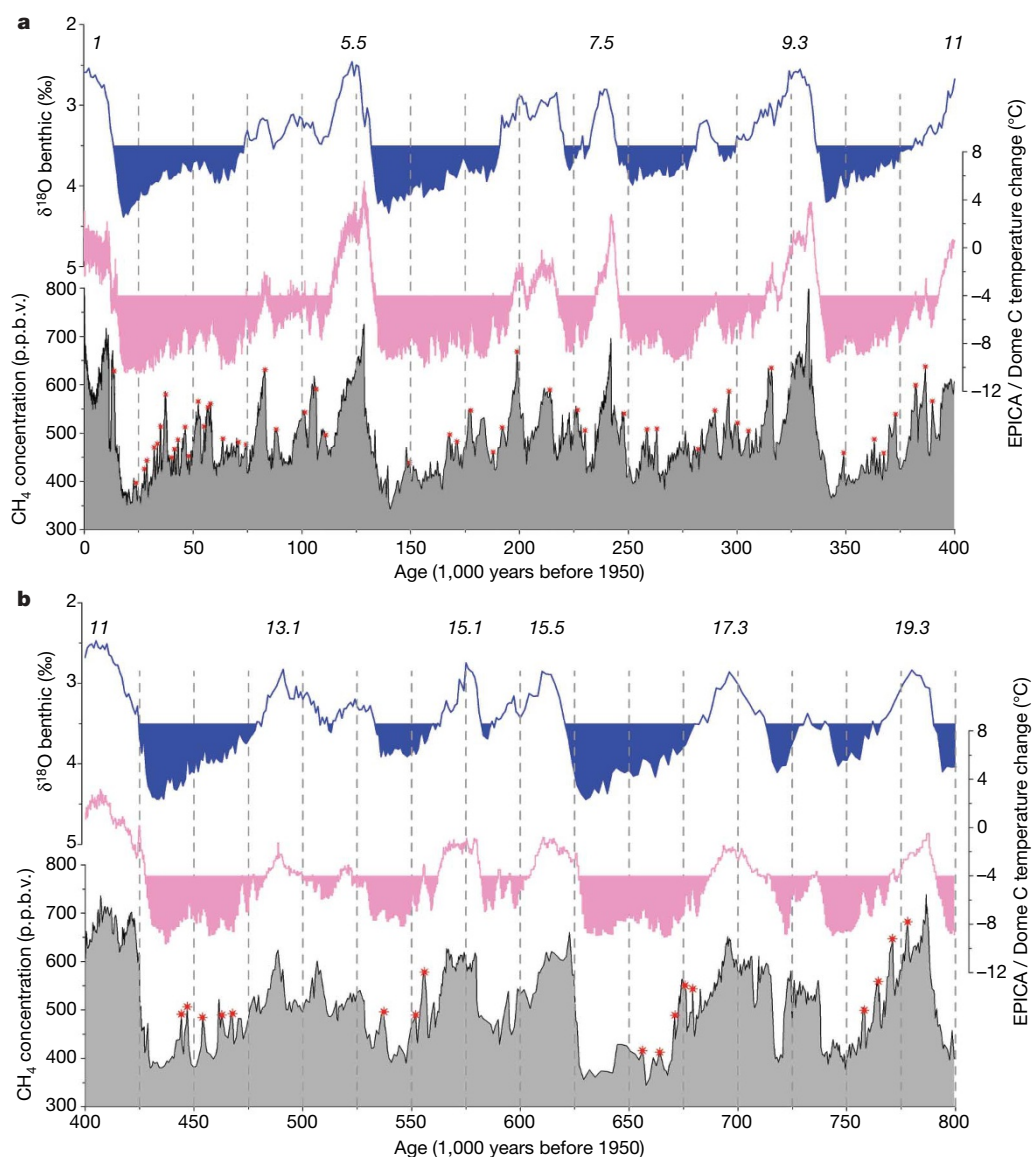 a
1 5.5 7.5 9.3 11
δ¹⁸O benthic (‰)
2
3
4
5
EPICA / Dome C temperature change (°C)
8
4
0
−4
−8
−12
CH₄ concentration (p.p.b.v.)
800
700
600
500
400
300
0 50 100 150 200 250 300 350 400
Age (1,000 years before 1950)
b
11 13.1 15.1 15.5 17.3 19.3
δ¹⁸O benthic (‰)
2
3
4
5
EPICA / Dome C temperature change (°C)
8
4
0
−4
−8
−12
CH₄ concentration (p.p.b.v.)
800
700
600
500
400
300
400 450 500 550 600 650 700 750 800
Age (1,000 years before 1950)